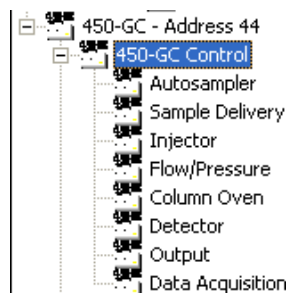 450-GC - Address 44
450-GC Control
Autosampler
Sample Delivery
Injector
Flow/Pressure
Column Oven
Detector
Output
Data Acquisition